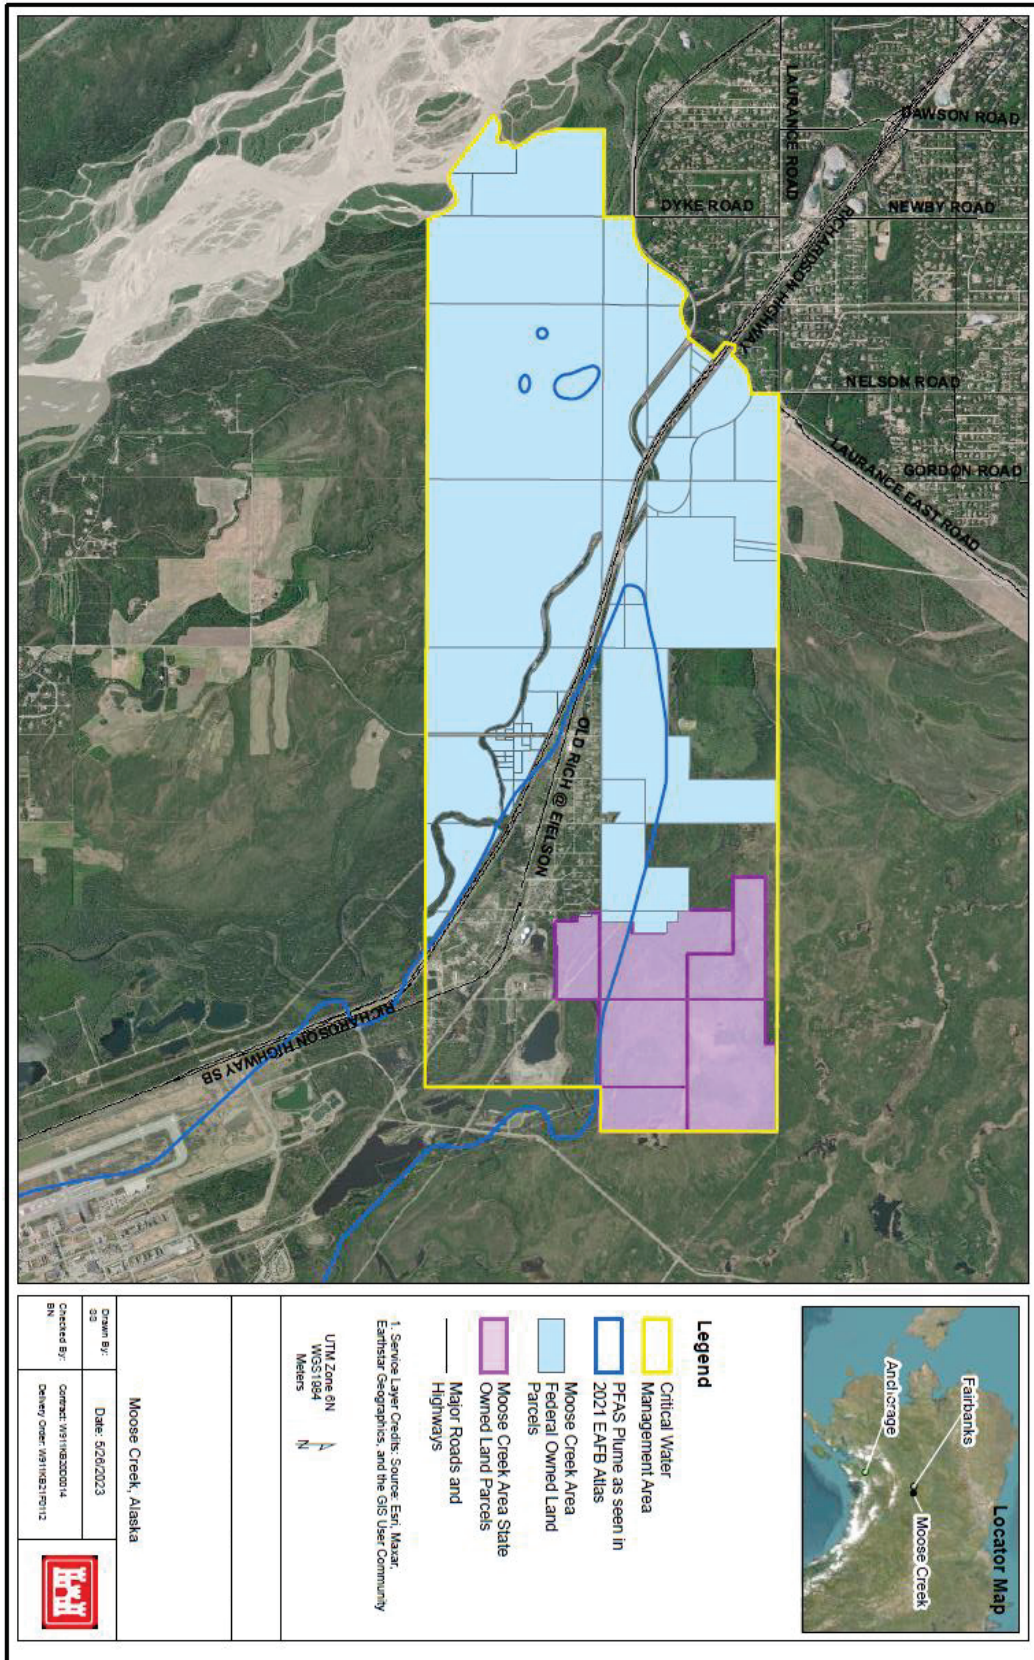 LAURANCE ROAD
DAWSON ROAD
DYKE ROAD
NEWBY ROAD
RICHARDSON HIGHWAY
NELSON ROAD
GORDON ROAD
LAURANCE EAST ROAD
OLD RICH @ EIELSON
RICHARDSON HIGHWAY SB
Locator Map
Fairbanks
Moose Creek
Anchorage
Legend
Critical Water
Management Area
PFAS Plume as seen in
2021 EAFB Atlas
Moose Creek Area
Federal Owned Land
Parcels
Moose Creek Area State
Owned Land Parcels
Major Roads and
Highways
1. Service Layer Credits: Source: Esri, Maxar,
Earthstar Geographics, and the GIS User Community
UTM Zone 6N
WGS1984
Meters
N
Moose Creek, Alaska
Drawn By:
SS
Date: 5/26/2023
Checked By:
BN
Contract: W911KB20D0014
Delivery Order: W911KB21F0112